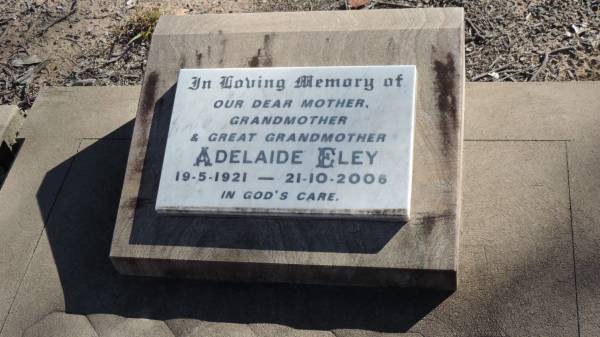 In Loving Memory of
OUR DEAR MOTHER,
GRANDMOTHER
& GREAT GRANDMOTHER
ADELAIDE ELEY
19·5·1921 — 21·10·2006
IN GOD'S CARE.